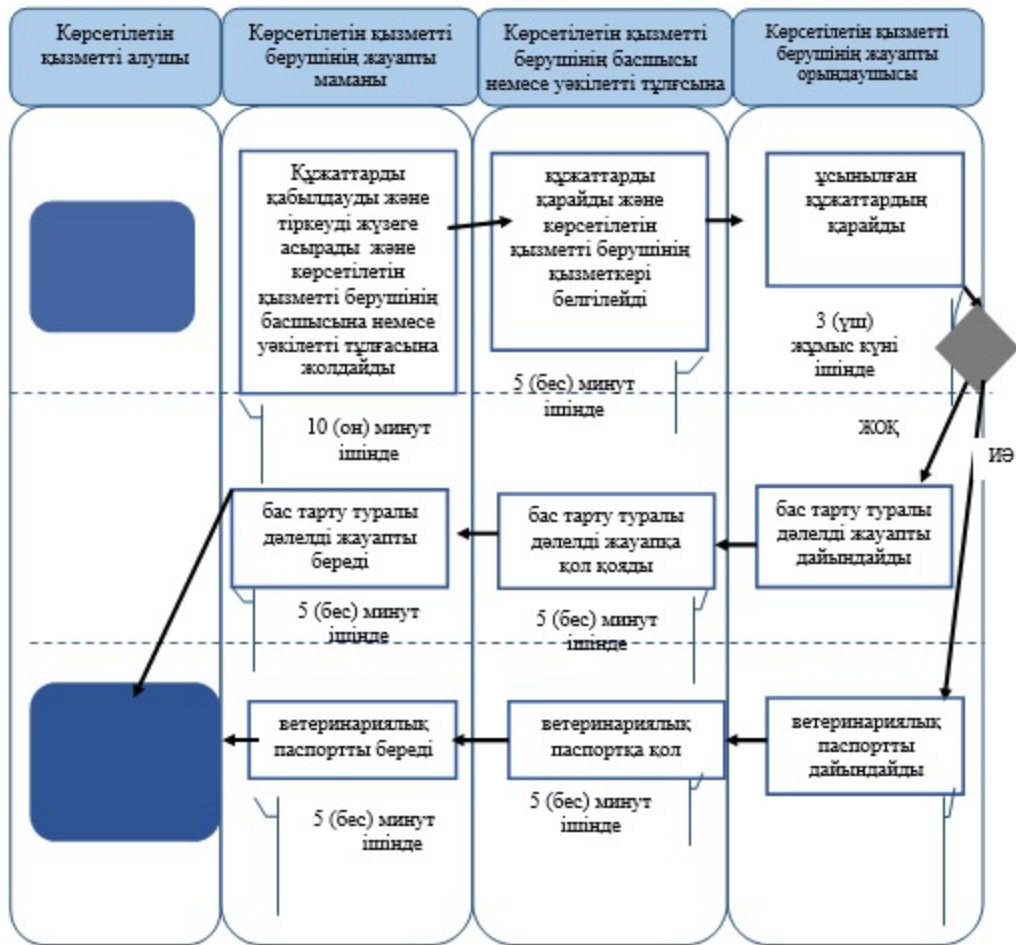 Көрсетілетін
қызметті алушы
Көрсетілетін қызметті
берушінің жауапты
маманы
Көрсетілетін қызметті
берушінің басшысы
немесе уәкілетті тұлғсына
Көрсетілетін қызметті
берушінің жауапты
орындаушысы
Құжаттарды
қабылдауды және
тіркеуді жүзеге
асырады және
көрсетілетін
қызметті берушінің
басшысына немесе
уәкілетті тұлғасына
жолдайды
құжаттарды
қарайды және
көрсетілетін
қызметті берушінің
қызметкері
белгілейді
ұсынылған
құжаттардың
қарайды
3 (үш)
жұмыс күні
ішінде
5 (бес) минут
ішінде
10 (он) минут
ішінде
ЖОҚ
ИӘ
бас тарту туралы
дәлелді жауапты
береді
бас тарту туралы
дәлелді жауапқа
қол қояды
бас тарту туралы
дәлелді жауапты
дайындайды
5 (бес) минут
ішінде
5 (бес) минут
ішінде
ветеринариялық
паспортты береді
ветеринариялық
паспортқа қол
ветеринариялық
паспортты
дайындайды
5 (бес) минут
ішінде
5 (бес) минут
ішінде